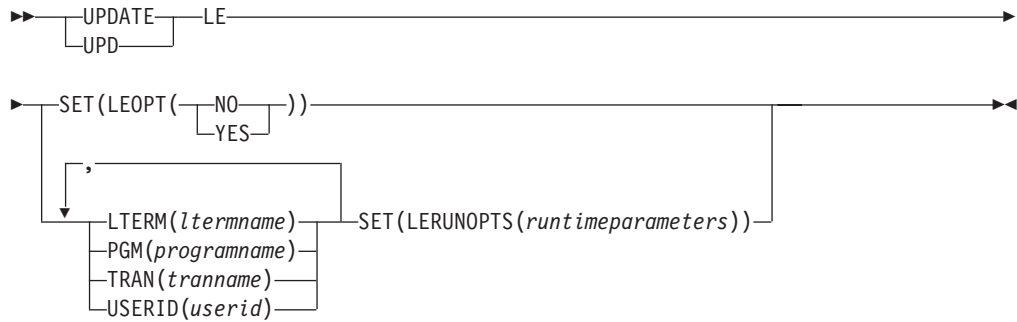 UPDATE LE
UPD
SET(LEOPT( NO ))
YES
,
LTERM(ltermname) SET(LERUNOPTS(runtimeparameters))
PGM(programname)
TRAN(tranname)
USERID(userid)